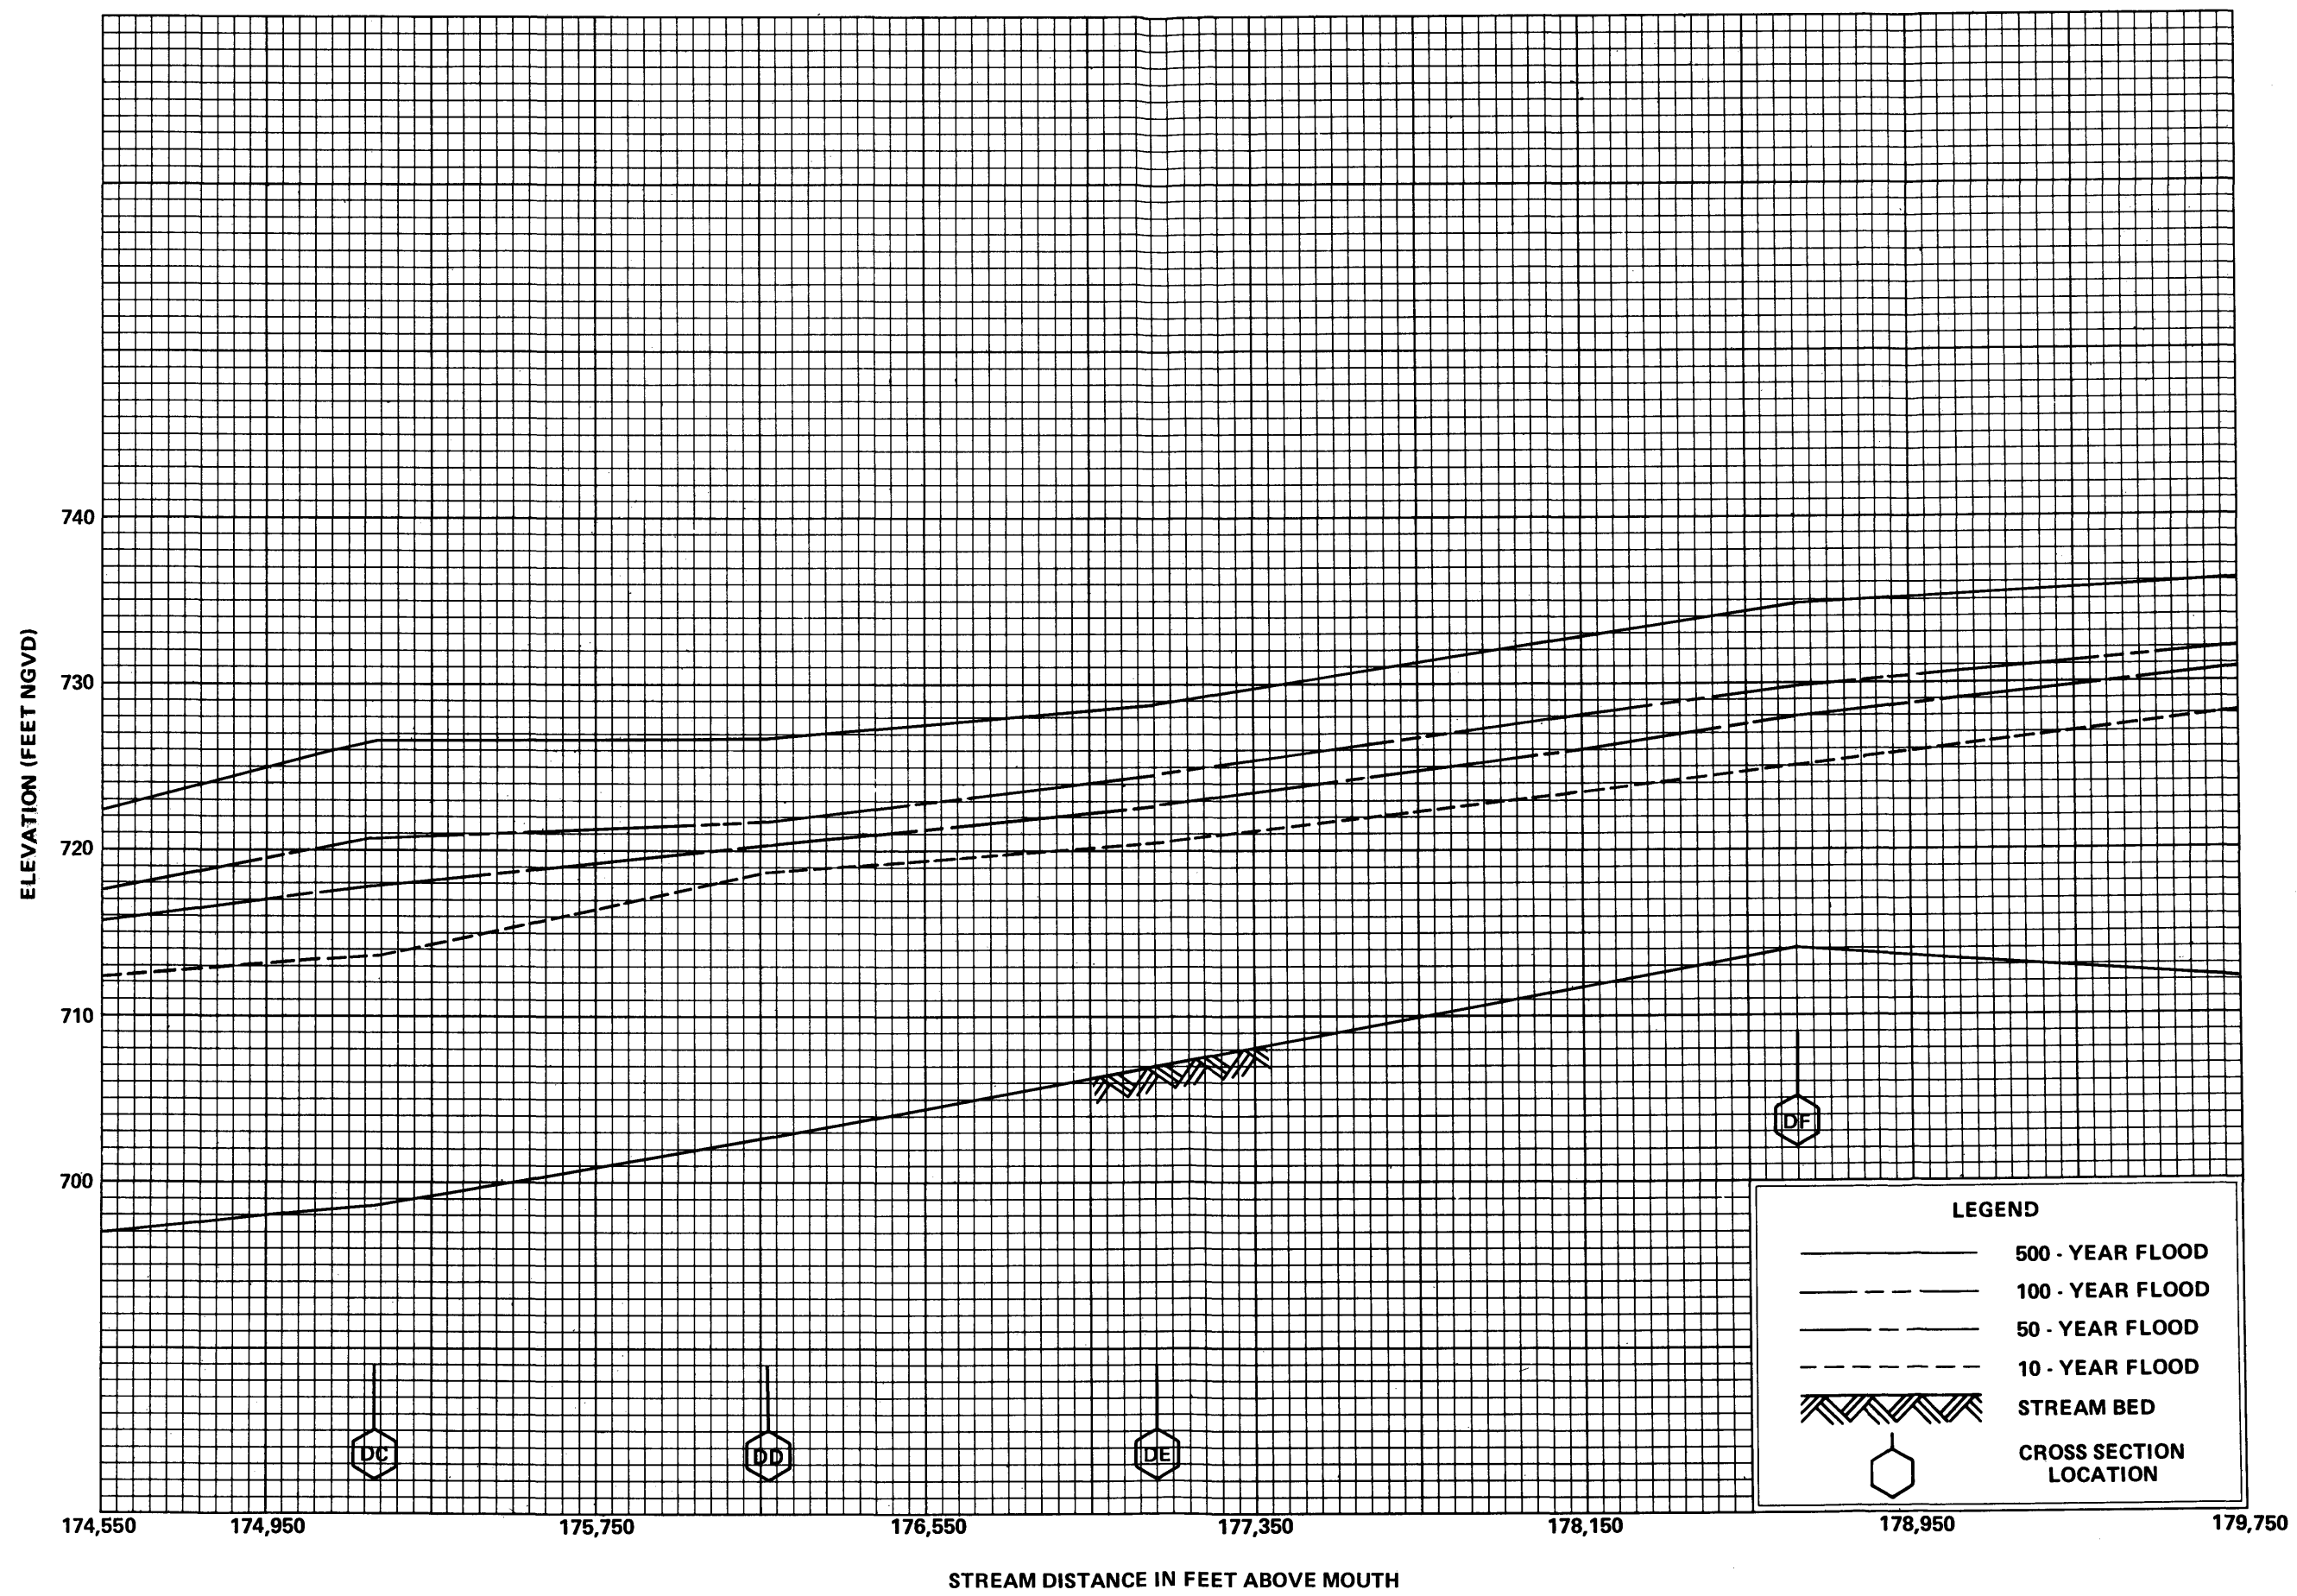 ELEVATION (FEET NGVD)
740
730
720
710
700
DC
DD
DE
DF
174,550
174,950
175,750
176,550
177,350
178,150
178,950
179,750
STREAM DISTANCE IN FEET ABOVE MOUTH
LEGEND
500 - YEAR FLOOD
100 - YEAR FLOOD
50 - YEAR FLOOD
10 - YEAR FLOOD
STREAM BED
CROSS SECTION
LOCATION